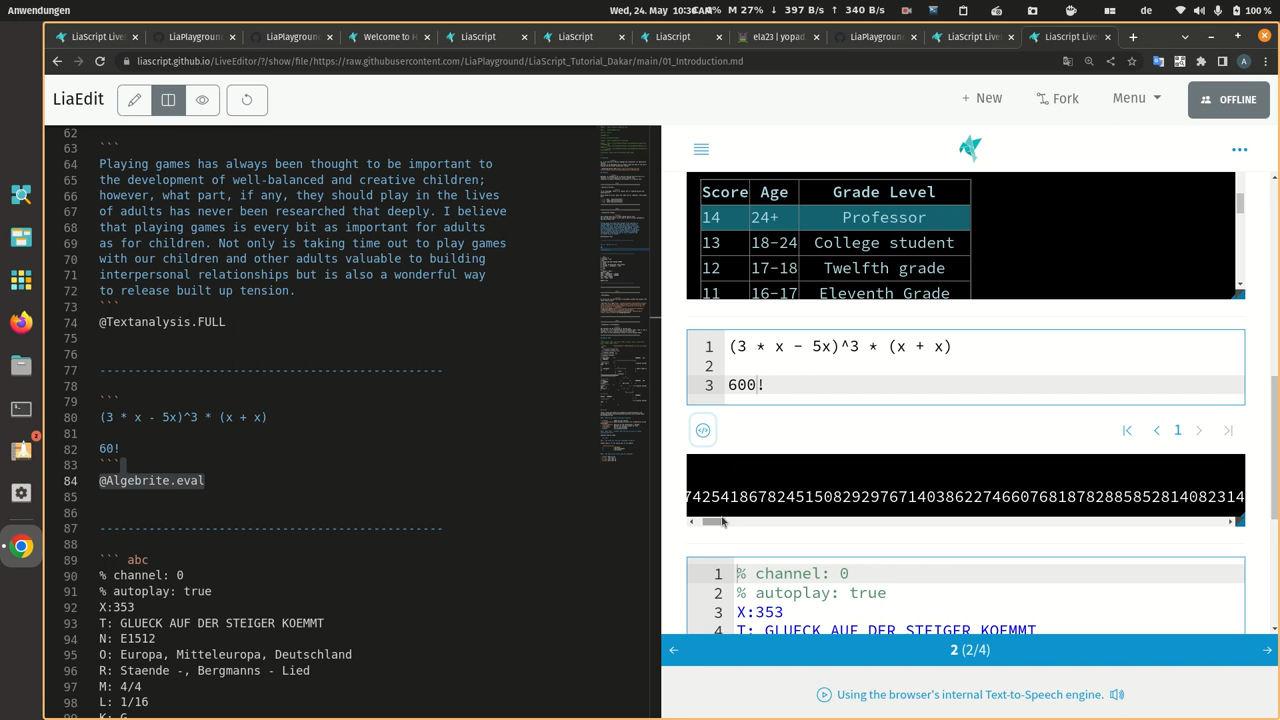 Anwendungen
Wed, 24. May
M 27% ↓ 397 B/s ↑ 340 B/s
de
100 %
LiaScript Live
LiaPlayground
LiaPlayground
Welcome to H
LiaScript
LiaScript
LiaScript
ela23 | yopad.
LiaPlayground
LiaScript Live
LiaScript Live
liascript.github.io/LiveEditor/?/show/file/https://raw.githubusercontent.com/LiaPlayground/LiaScript_Tutorial_Dakar/main/01_Introduction.md
A
LiaEdit
+ New
Fork
Menu
OFFLINE
62
63 ```
64 Playing games has always been thought to be important to
65 the development of well-balanced and creative children;
66 however, what part, if any, they should play in the lives
67 of adults has never been researched that deeply. I believe
68 that playing games is every bit as important for adults
69 as for children. Not only is taking time out to play games
70 with our children and other adults valuable to building
71 interpersonal relationships but is also a wonderful way
72 to release built up tension.
73 ```
74 @Textanalysis.FULL
75
76
77 ------------------------------------------------
78
79 ```
80 (3 * x - 5x)^3 * (x + x)
81
82 60!
83 ```
84 @Algebrite.eval
85
86
87 ------------------------------------------------
88
89 ``` abc
90 % channel: 0
91 % autoplay: true
92 X:353
93 T: GLUECK AUF DER STEIGER KOEMMT
94 N: E1512
95 O: Europa, Mitteleuropa, Deutschland
96 R: Staende -, Bergmanns - Lied
97 M: 4/4
98 L: 1/16
Score Age Grade Level
14 24+ Professor
13 18-24 College student
12 17-18 Twelfth grade
11 16-17 Eleventh Grade
1 (3 * x - 5x)^3 * (x + x)
2
3 600!
1
742541867824515082929767140386227466076818782885852814082314
1 % channel: 0
2 % autoplay: true
3 X:353
4 T: GLUECK AUF DER STEIGER KOEMMT
2 (2/4)
Using the browser's internal Text-to-Speech engine.
2